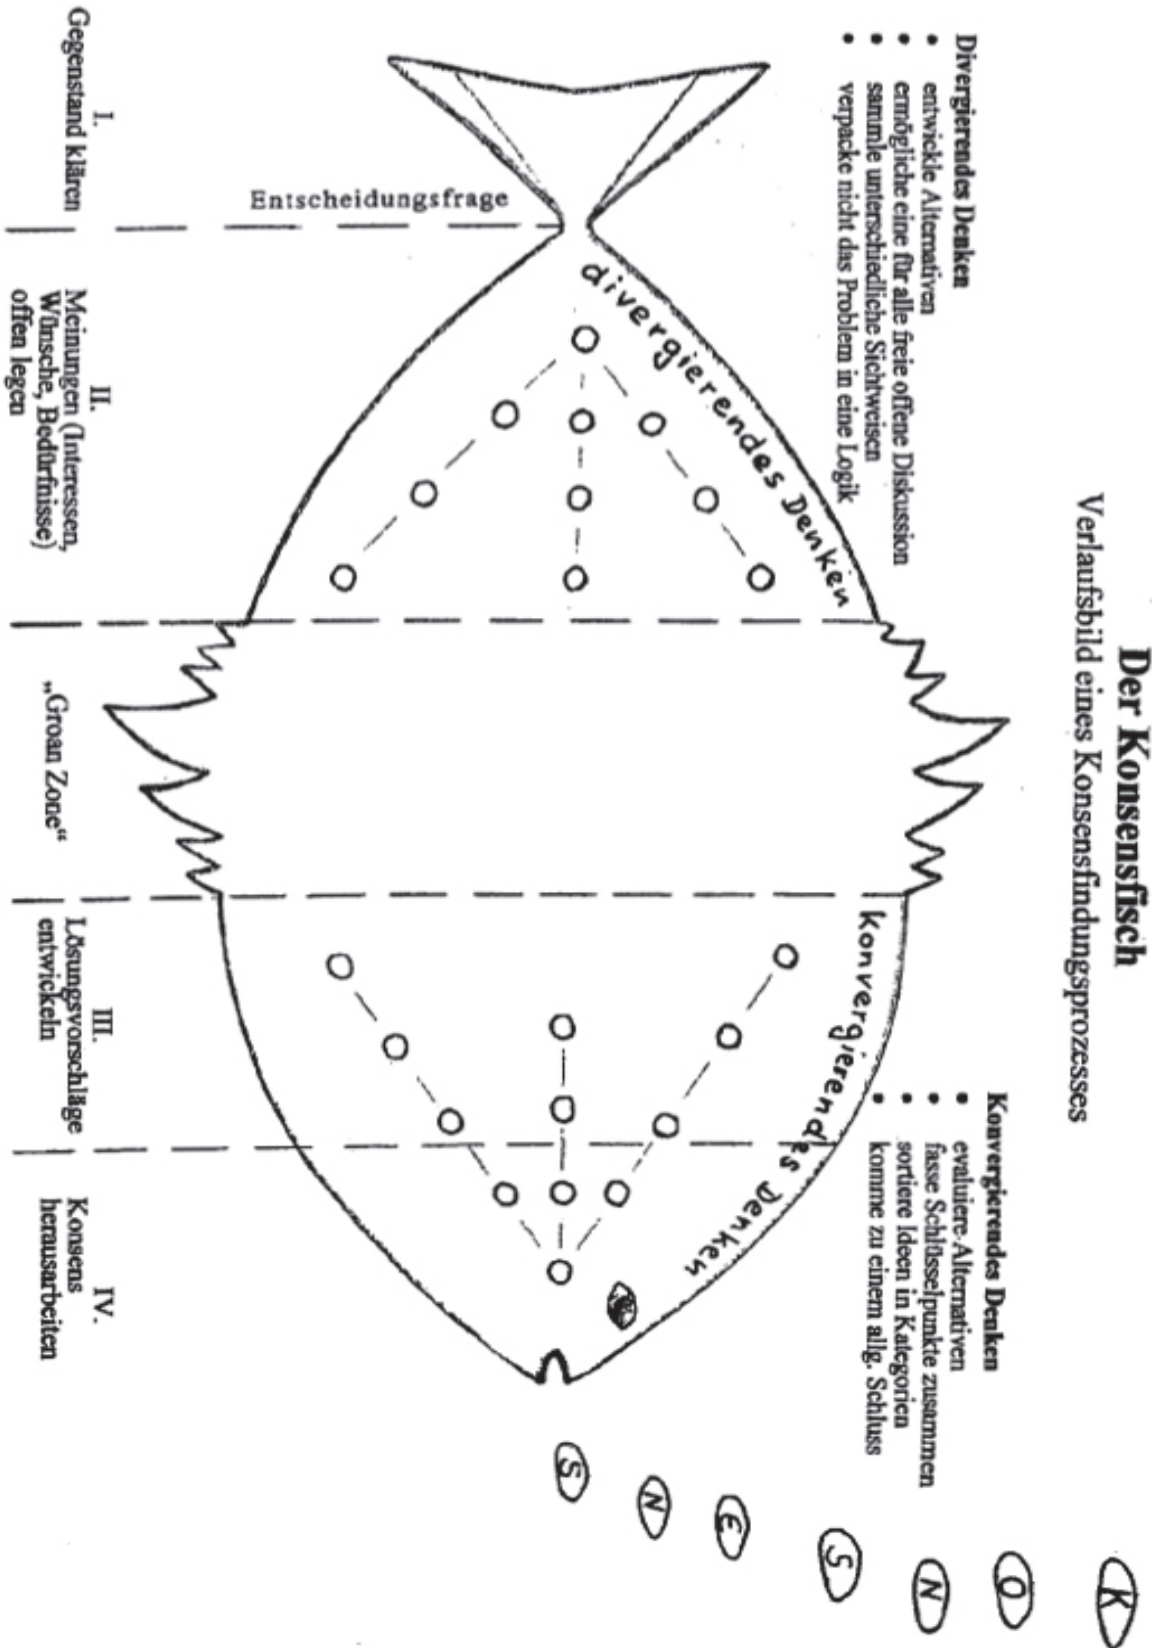 Der Konsensfisch
Verlaufsbild eines Konsensfindungsprozesses
Divergierendes Denken
• entwickle Alternativen
• ermögliche eine für alle freie offene Diskussion
• sammle unterschiedliche Sichtweisen
• verpacke nicht das Problem in eine Logik
Konvergierendes Denken
• evaluiere Alternativen
• fasse Schlüsselpunkte zusammen
• sortiere Ideen in Kategorien
• komme zu einem allg. Schluss
K
O
N
S
E
N
S
divergierendes Denken
konvergierendes Denken
Entscheidungsfrage
I.
Gegenstand klären
II.
Meinungen (Interessen,
Wünsche, Bedürfnisse)
offen legen
„Groan Zone“
III.
Lösungsvorschläge
entwickeln
IV.
Konsens
herausarbeiten